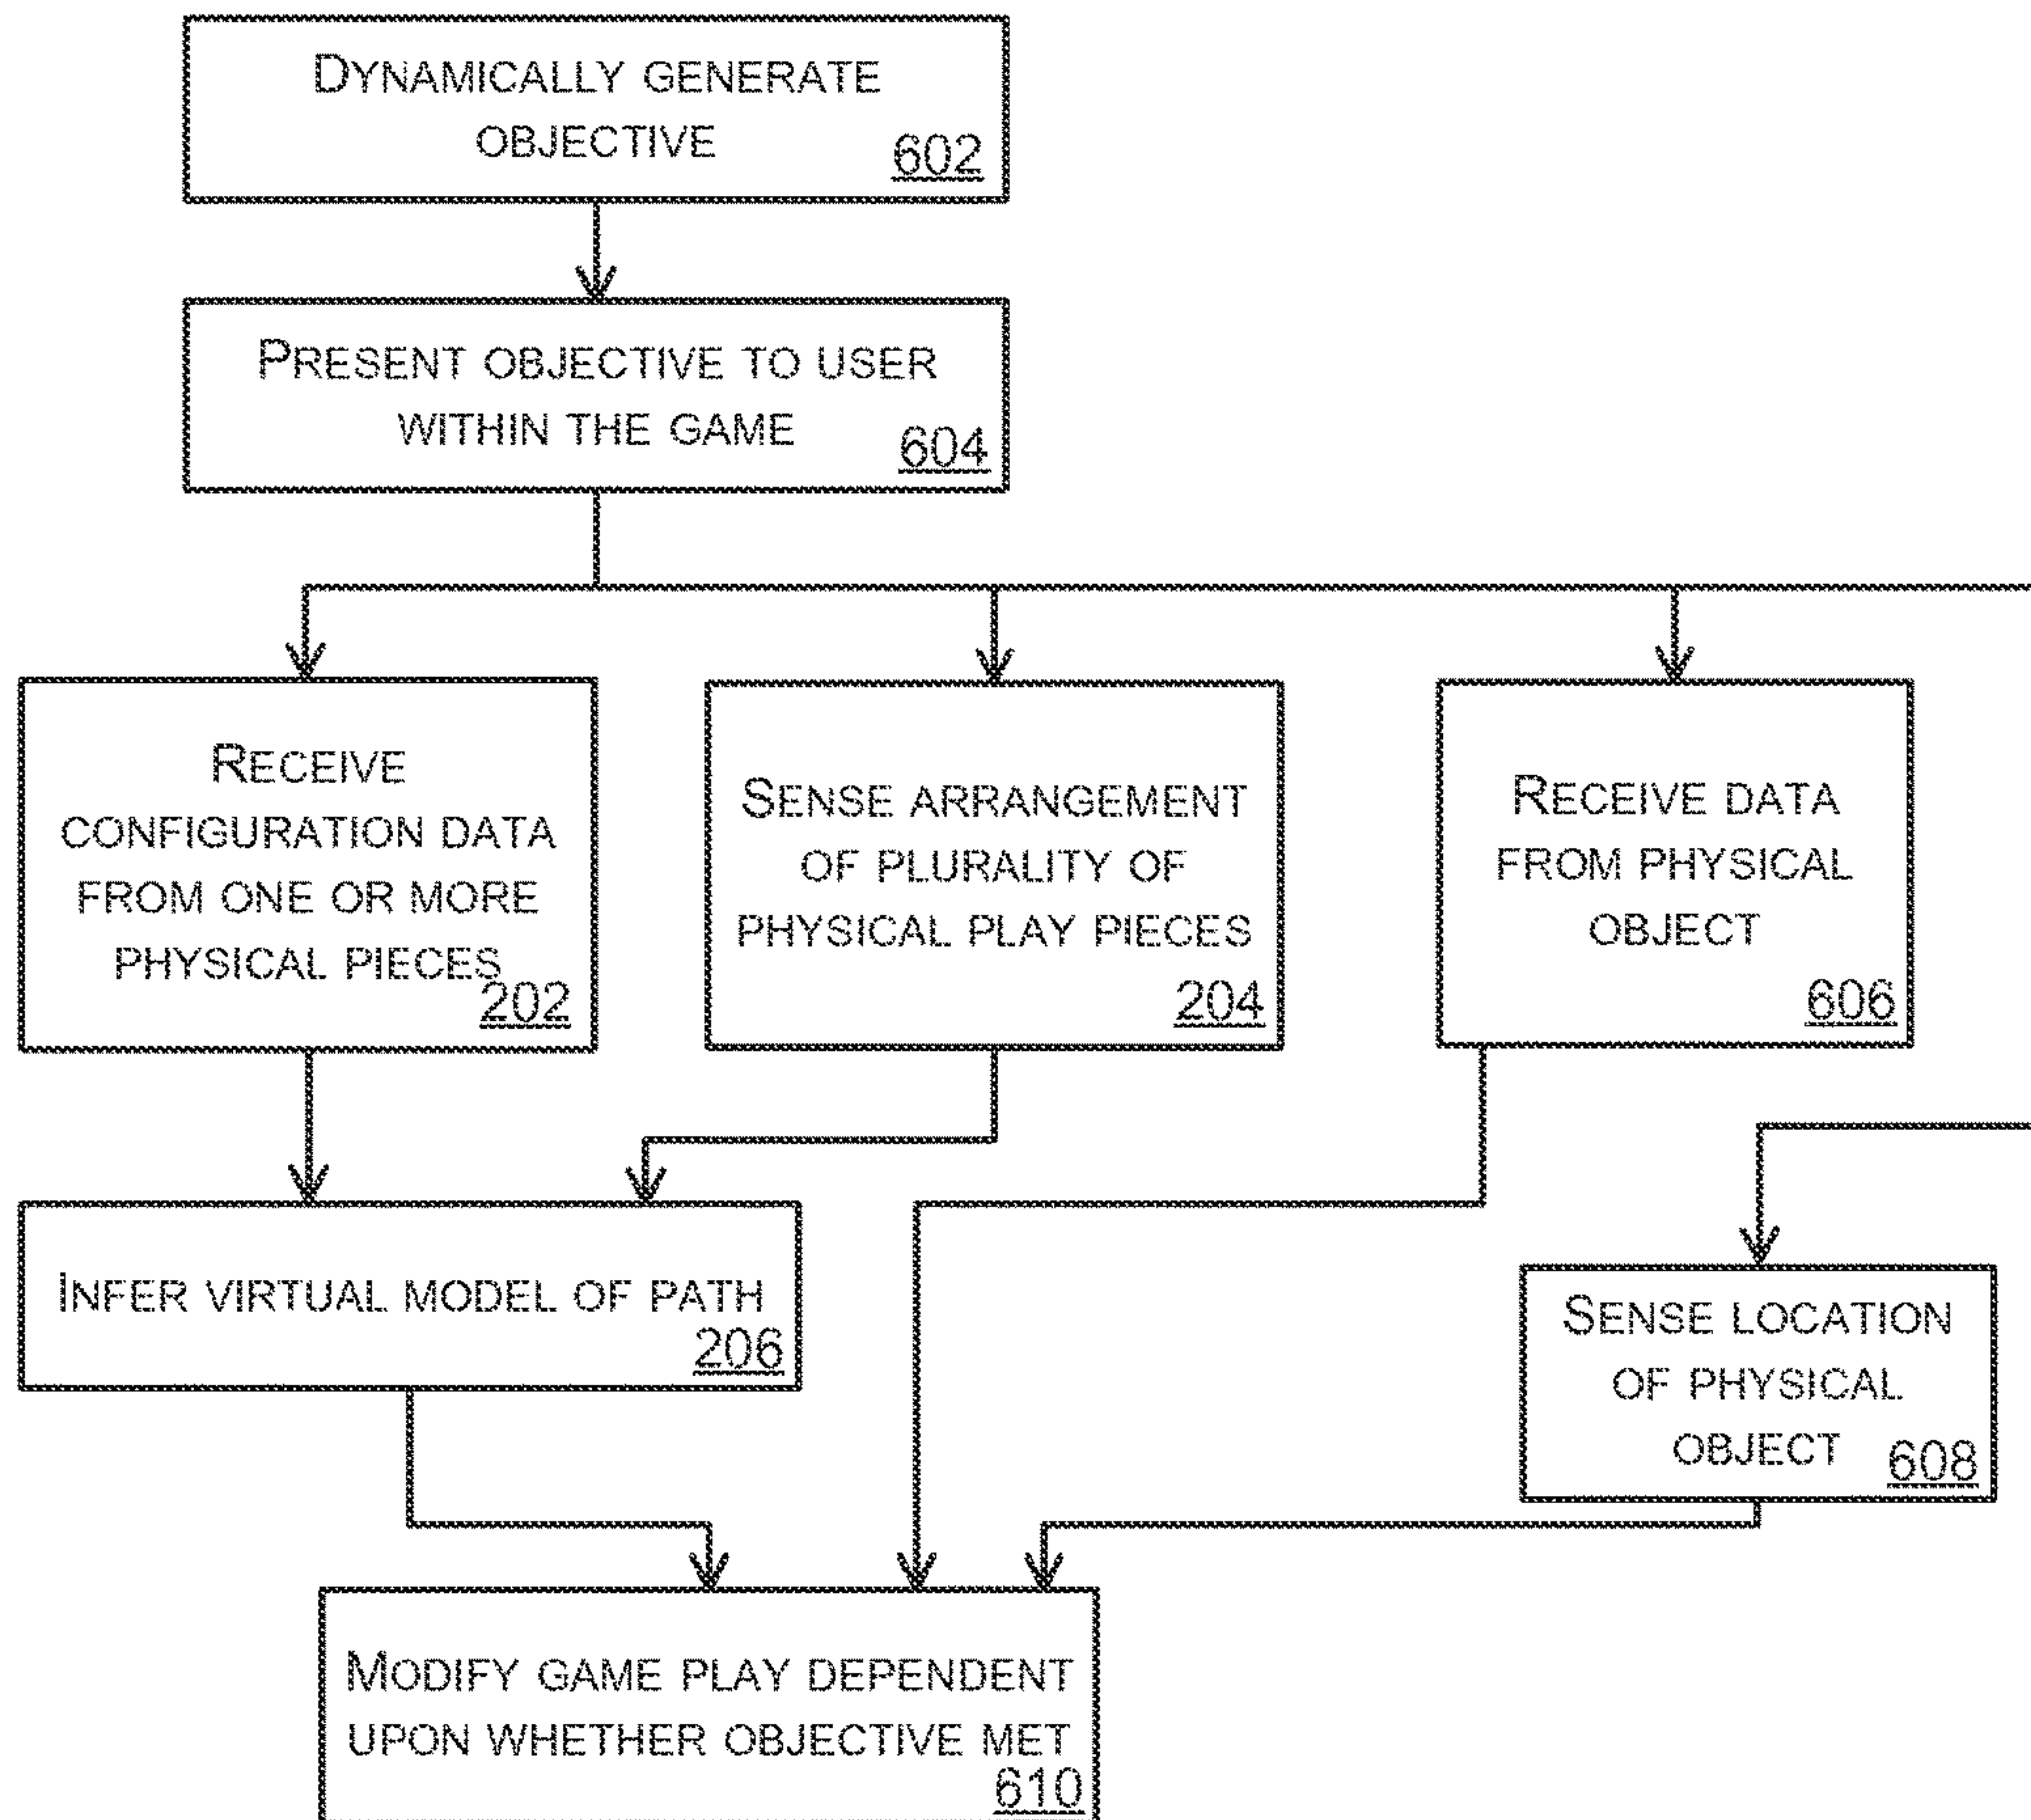 DYNAMICALLY GENERATE
OBJECTIVE
602
PRESENT OBJECTIVE TO USER
WITHIN THE GAME
604
RECEIVE
CONFIGURATION DATA
FROM ONE OR MORE
PHYSICAL PIECES
202
SENSE ARRANGEMENT
OF PLURALITY OF
PHYSICAL PLAY PIECES
204
RECEIVE DATA
FROM PHYSICAL
OBJECT
606
INFER VIRTUAL MODEL OF PATH
206
SENSE LOCATION
OF PHYSICAL
OBJECT
608
MODIFY GAME PLAY DEPENDENT
UPON WHETHER OBJECTIVE MET
610